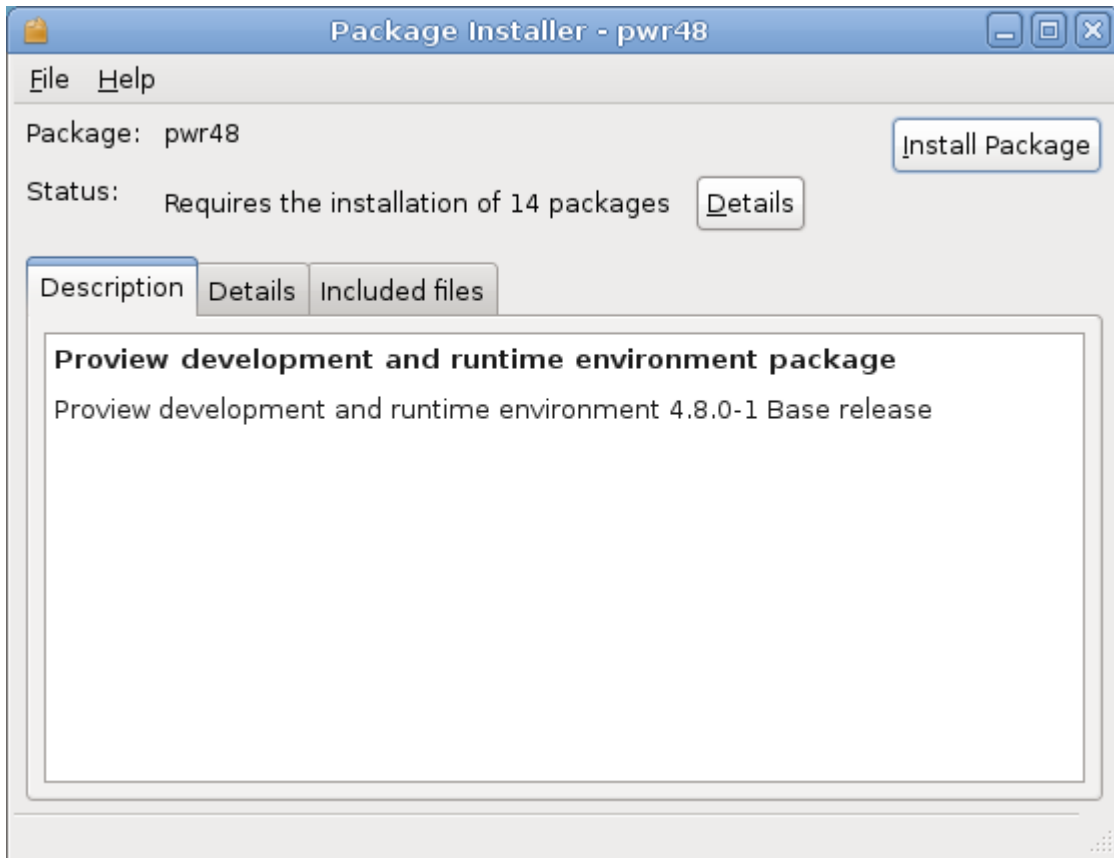 Package Installer - pwr48
File Help
Package: pwr48
Install Package
Status: Requires the installation of 14 packages Details
Description Details Included files
Proview development and runtime environment package
Proview development and runtime environment 4.8.0-1 Base release